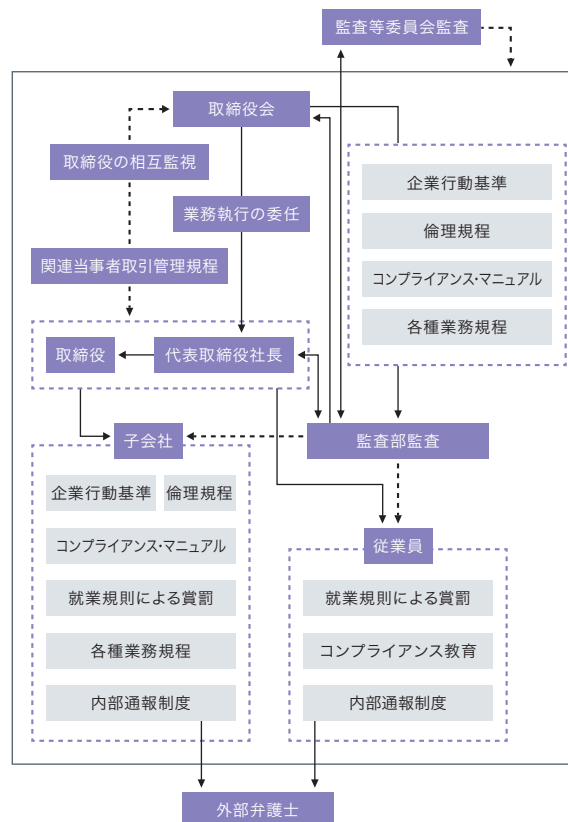 監査等委員会監査
取締役会
取締役の相互監視
業務執行の委任
関連当事者取引管理規程
企業行動基準
倫理規程
コンプライアンス・マニュアル
各種業務規程
取締役
代表取締役社長
子会社
監査部監査
企業行動基準
倫理規程
コンプライアンス・マニュアル
就業規則による賞罰
各種業務規程
内部通報制度
従業員
就業規則による賞罰
コンプライアンス教育
内部通報制度
外部弁護士